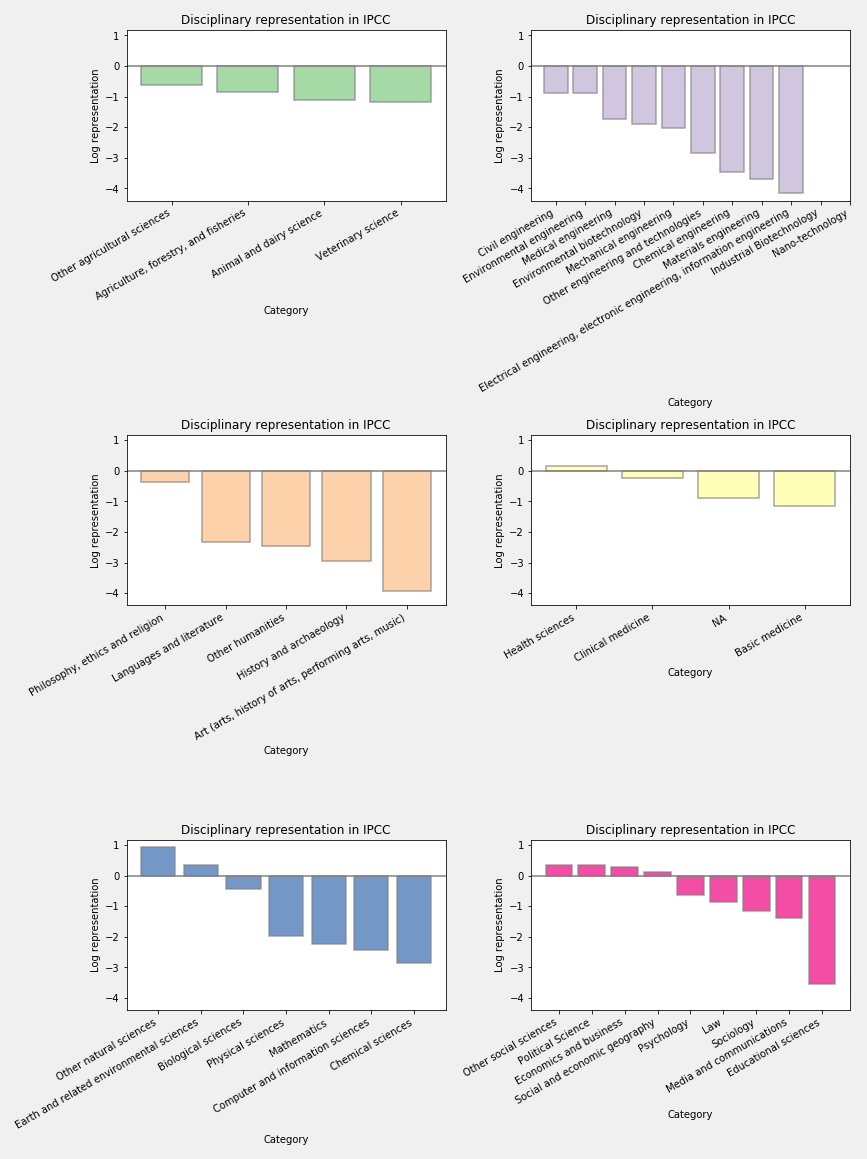 Disciplinary representation in IPCC
1
0
−1
−2
−3
−4
Log representation
Other agricultural sciences
Agriculture, forestry, and fisheries
Animal and dairy science
Veterinary science
Category
Disciplinary representation in IPCC
1
0
−1
−2
−3
−4
Log representation
Civil engineering
Environmental engineering
Medical engineering
Environmental biotechnology
Mechanical engineering
Other engineering and technologies
Chemical engineering
Materials engineering
Electrical engineering, electronic engineering, information engineering
Industrial Biotechnology
Nano-technology
Category
Disciplinary representation in IPCC
1
0
−1
−2
−3
−4
Log representation
Philosophy, ethics and religion
Languages and literature
Other humanities
History and archaeology
Art (arts, history of arts, performing arts, music)
Category
Disciplinary representation in IPCC
1
0
−1
−2
−3
−4
Log representation
Health sciences
Clinical medicine
NA
Basic medicine
Category
Disciplinary representation in IPCC
1
0
−1
−2
−3
−4
Log representation
Other natural sciences
Earth and related environmental sciences
Biological sciences
Physical sciences
Mathematics
Computer and information sciences
Chemical sciences
Category
Disciplinary representation in IPCC
1
0
−1
−2
−3
−4
Log representation
Other social sciences
Political Science
Economics and business
Social and economic geography
Psychology
Law
Sociology
Media and communications
Educational sciences
Category